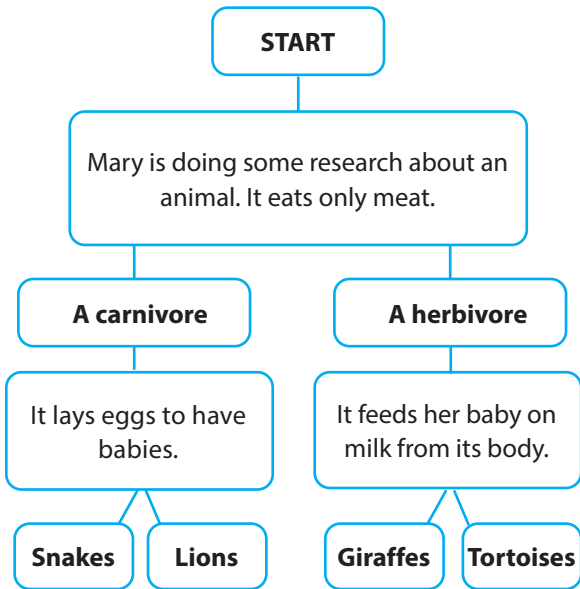 START
Mary is doing some research about an
animal. It eats only meat.
A carnivore
A herbivore
It lays eggs to have
babies.
It feeds her baby on
milk from its body.
Snakes
Lions
Giraffes
Tortoises